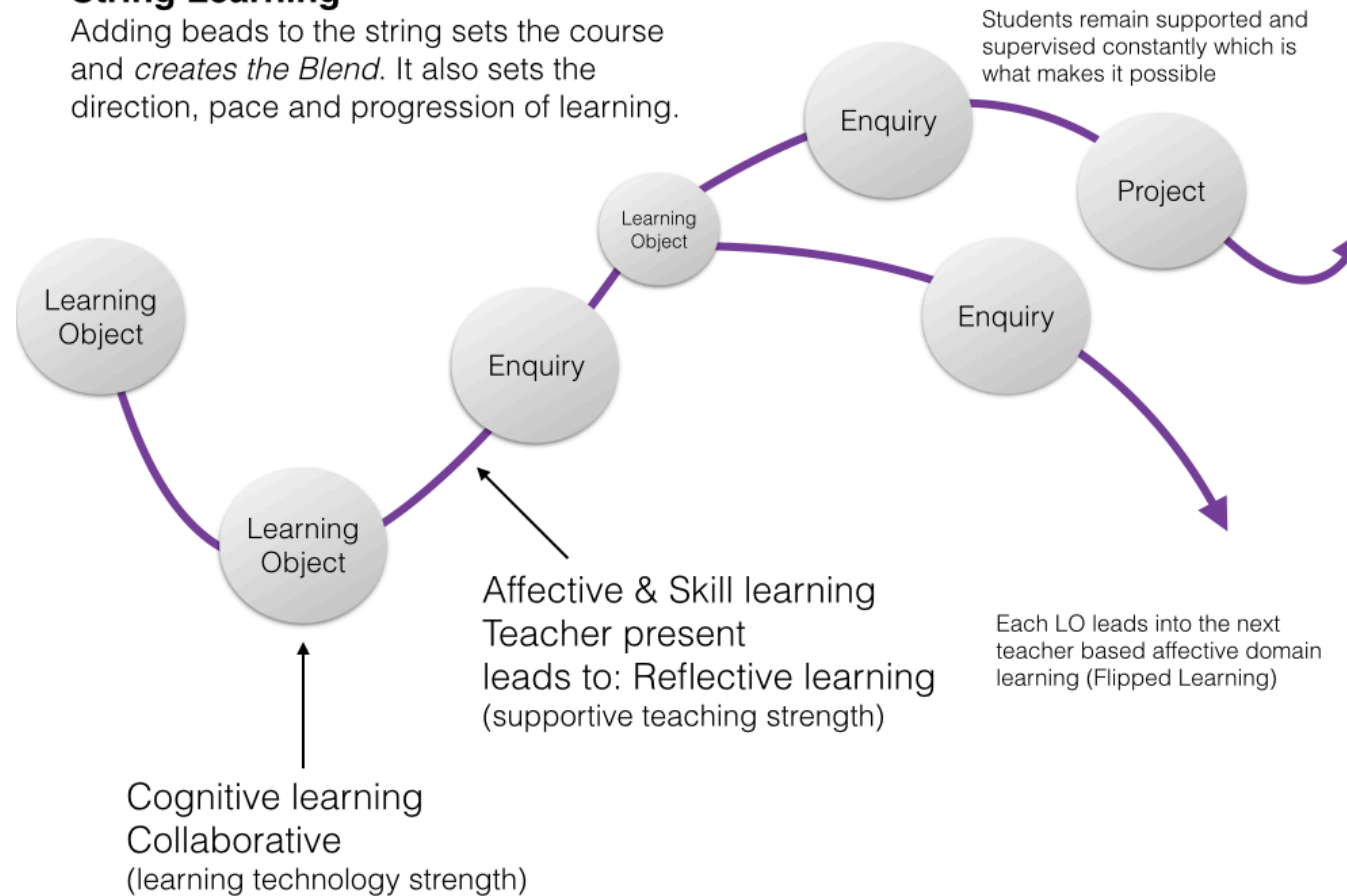 String Learning
Adding beads to the string sets the course
and creates the Blend. It also sets the
direction, pace and progression of learning.
Students remain supported and
supervised constantly which is
what makes it possible
Enquiry
Project
Learning
Object
Enquiry
Learning
Object
Enquiry
Learning
Object
Affective & Skill learning
Teacher present
leads to: Reflective learning
(supportive teaching strength)
Each LO leads into the next
teacher based affective domain
learning (Flipped Learning)
Cognitive learning
Collaborative
(learning technology strength)